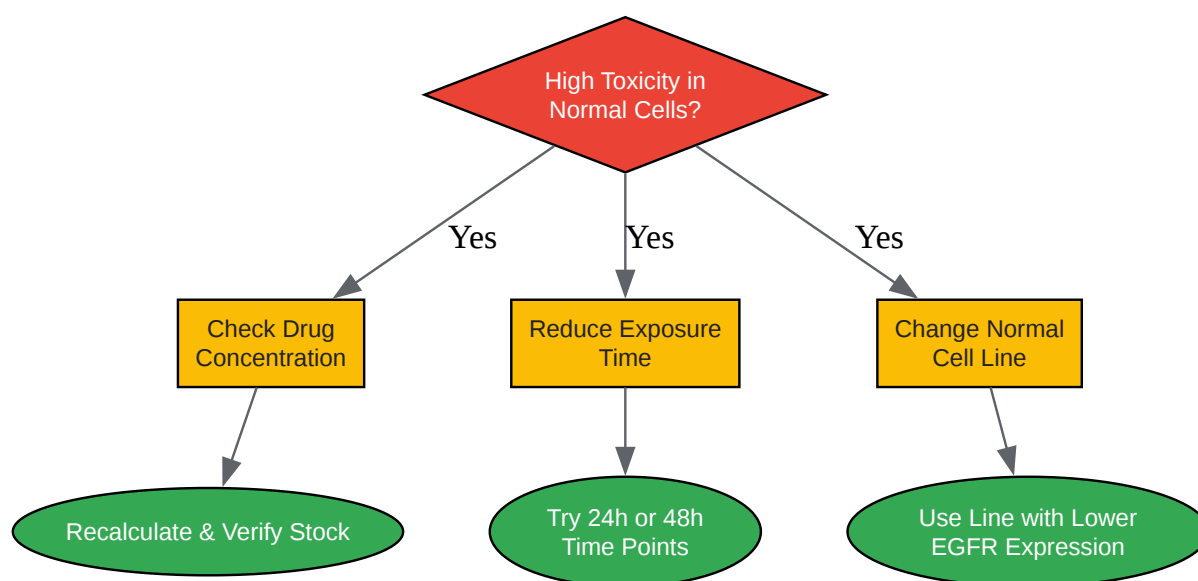 High Toxicity in
Normal Cells?
Yes
Yes
Yes
Check Drug
Concentration
Reduce Exposure
Time
Change Normal
Cell Line
Recalculate & Verify Stock
Try 24h or 48h
Time Points
Use Line with Lower
EGFR Expression